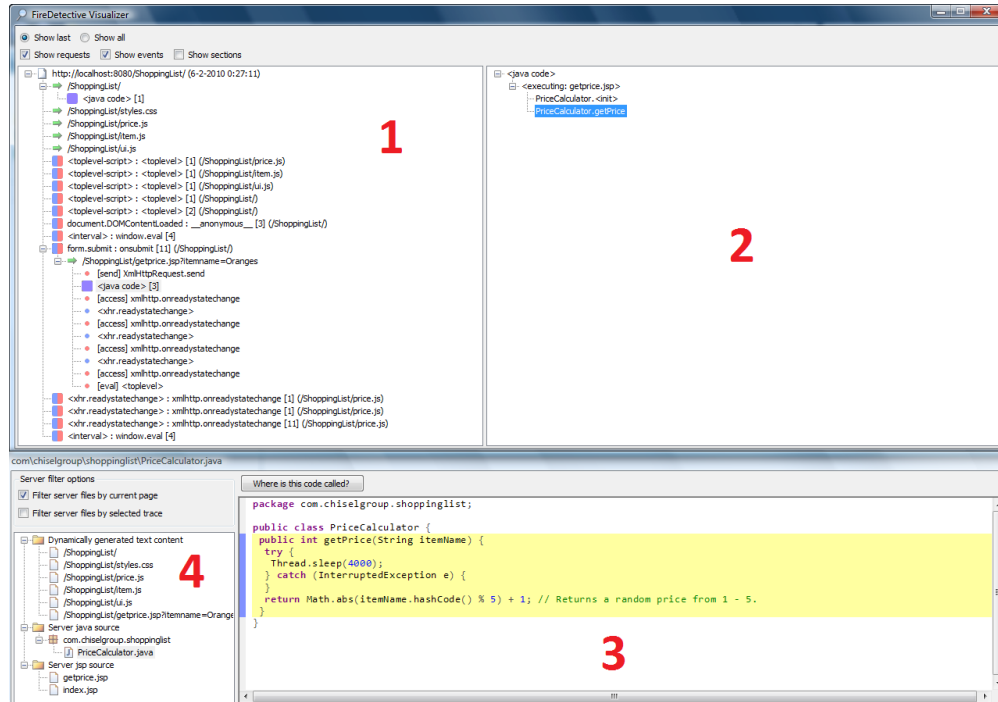 FireDetective Visualizer
Show last Show all
Show requests Show events Show sections
http://localhost:8080/ShoppingList/ (6-2-2010 0:27:11)
/ShoppingList/
<java code> [1]
/ShoppingList/styles.css
/ShoppingList/price.js
/ShoppingList/item.js
/ShoppingList/ui.js
<toplevel-script> : <toplevel> [1] (/ShoppingList/price.js)
<toplevel-script> : <toplevel> [1] (/ShoppingList/item.js)
<toplevel-script> : <toplevel> [1] (/ShoppingList/ui.js)
<toplevel-script> : <toplevel> [1] (/ShoppingList/)
<toplevel-script> : <toplevel> [2] (/ShoppingList/)
document.DOMContentLoaded : __anonymous__ [3] (/ShoppingList/)
<interval> : window.eval [4]
form.submit : onsubmit [11] (/ShoppingList/)
/ShoppingList/getprice.jsp?itemname=Oranges
[send] XmlHttpRequest.send
<java code> [3]
[access] xmlhttp.onreadystatechange
<xhr.readystatechange>
[access] xmlhttp.onreadystatechange
<xhr.readystatechange>
[access] xmlhttp.onreadystatechange
<xhr.readystatechange>
[access] xmlhttp.onreadystatechange
[eval] <toplevel>
<xhr.readystatechange> : xmlhttp.onreadystatechange [1] (/ShoppingList/price.js)
<xhr.readystatechange> : xmlhttp.onreadystatechange [1] (/ShoppingList/price.js)
<xhr.readystatechange> : xmlhttp.onreadystatechange [11] (/ShoppingList/price.js)
<interval> : window.eval [4]
1
<java code>
<executing: getprice.jsp>
PriceCalculator.<init>
PriceCalculator.getPrice
2
com\chiselgroup\shoppinglist\PriceCalculator.java
Server filter options
Filter server files by current page
Filter server files by selected trace
Dynamically generated text content
/ShoppingList/
/ShoppingList/styles.css
/ShoppingList/price.js
/ShoppingList/item.js
/ShoppingList/ui.js
/ShoppingList/getprice.jsp?itemname=Orange
Server java source
com.chiselgroup.shoppinglist
PriceCalculator.java
Server jsp source
getprice.jsp
index.jsp
4
Where is this code called?
package com.chiselgroup.shoppinglist;
public class PriceCalculator {
public int getPrice(String itemName) {
try {
Thread.sleep(4000);
} catch (InterruptedException e) {
}
return Math.abs(itemName.hashCode() % 5) + 1; // Returns a random price from 1 - 5.
}
}
3